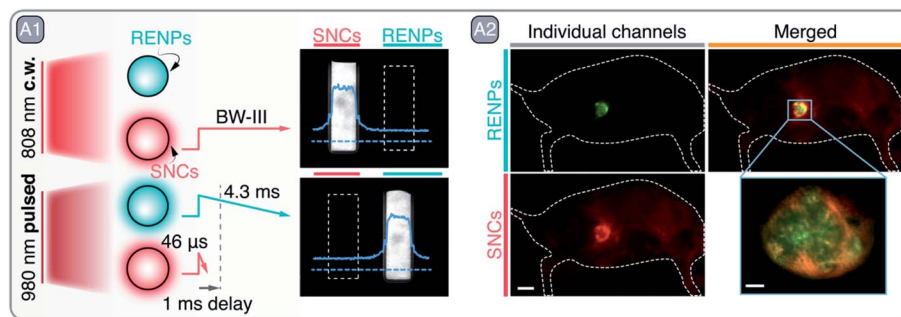 A1
RENPs
808 nm c.w.
BW-III
SNCs
980 nm pulsed
4.3 ms
46 µs
1 ms delay
SNCs RENPs
A2
Individual channels Merged
RENPs
SNCs